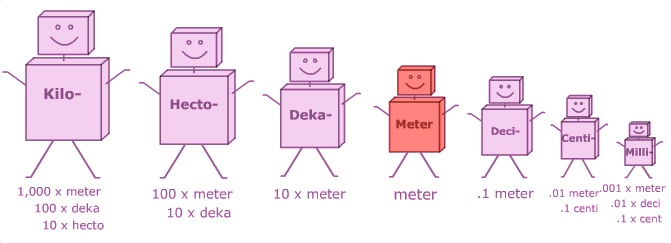 Kilo-
Hecto-
Deka-
Meter
Deci-
Centi-
Milli-
1,000 x meter
100 x deka
10 x hecto
100 x meter
10 x deka
10 x meter
meter
.1 meter
.01 meter
.1 centi
.001 x meter
.01 x deci
.1 x cent